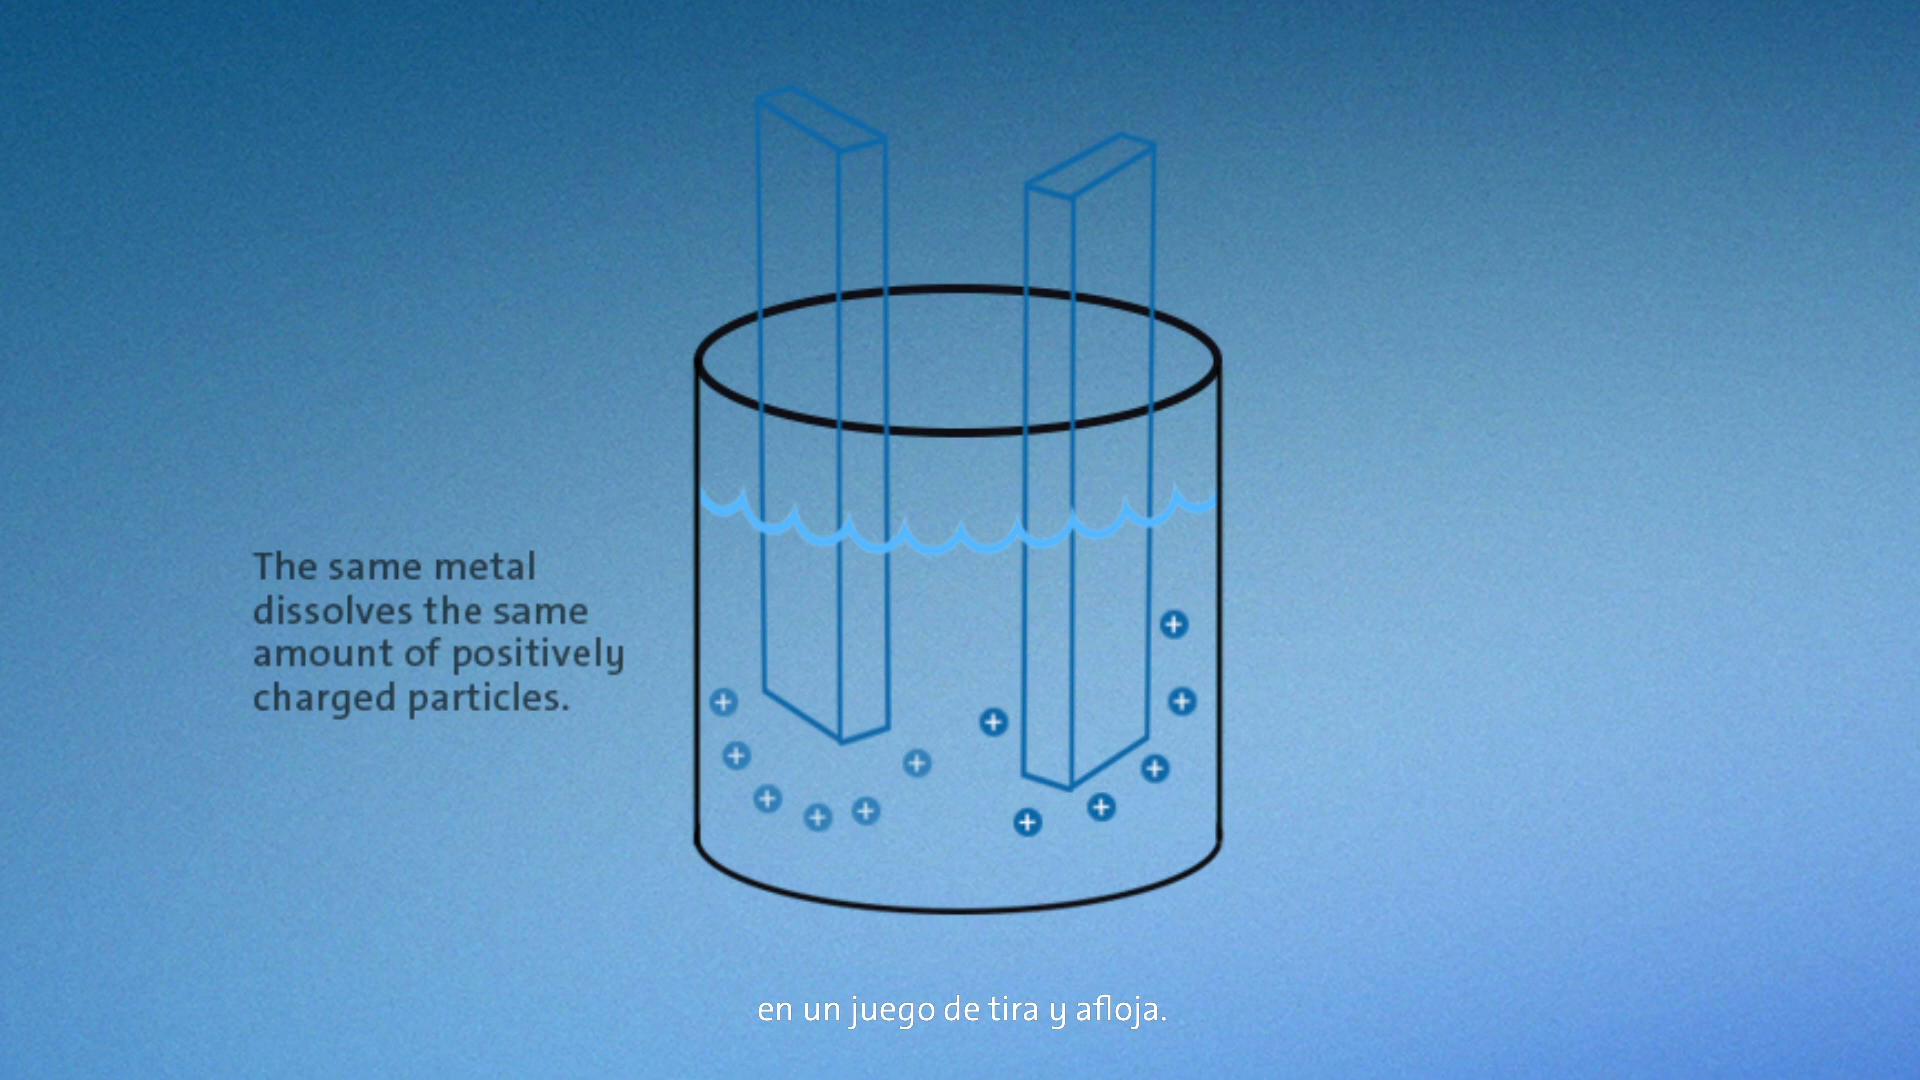 The same metal
dissolves the same
amount of positively
charged particles.
en un juego de tira y afloja.